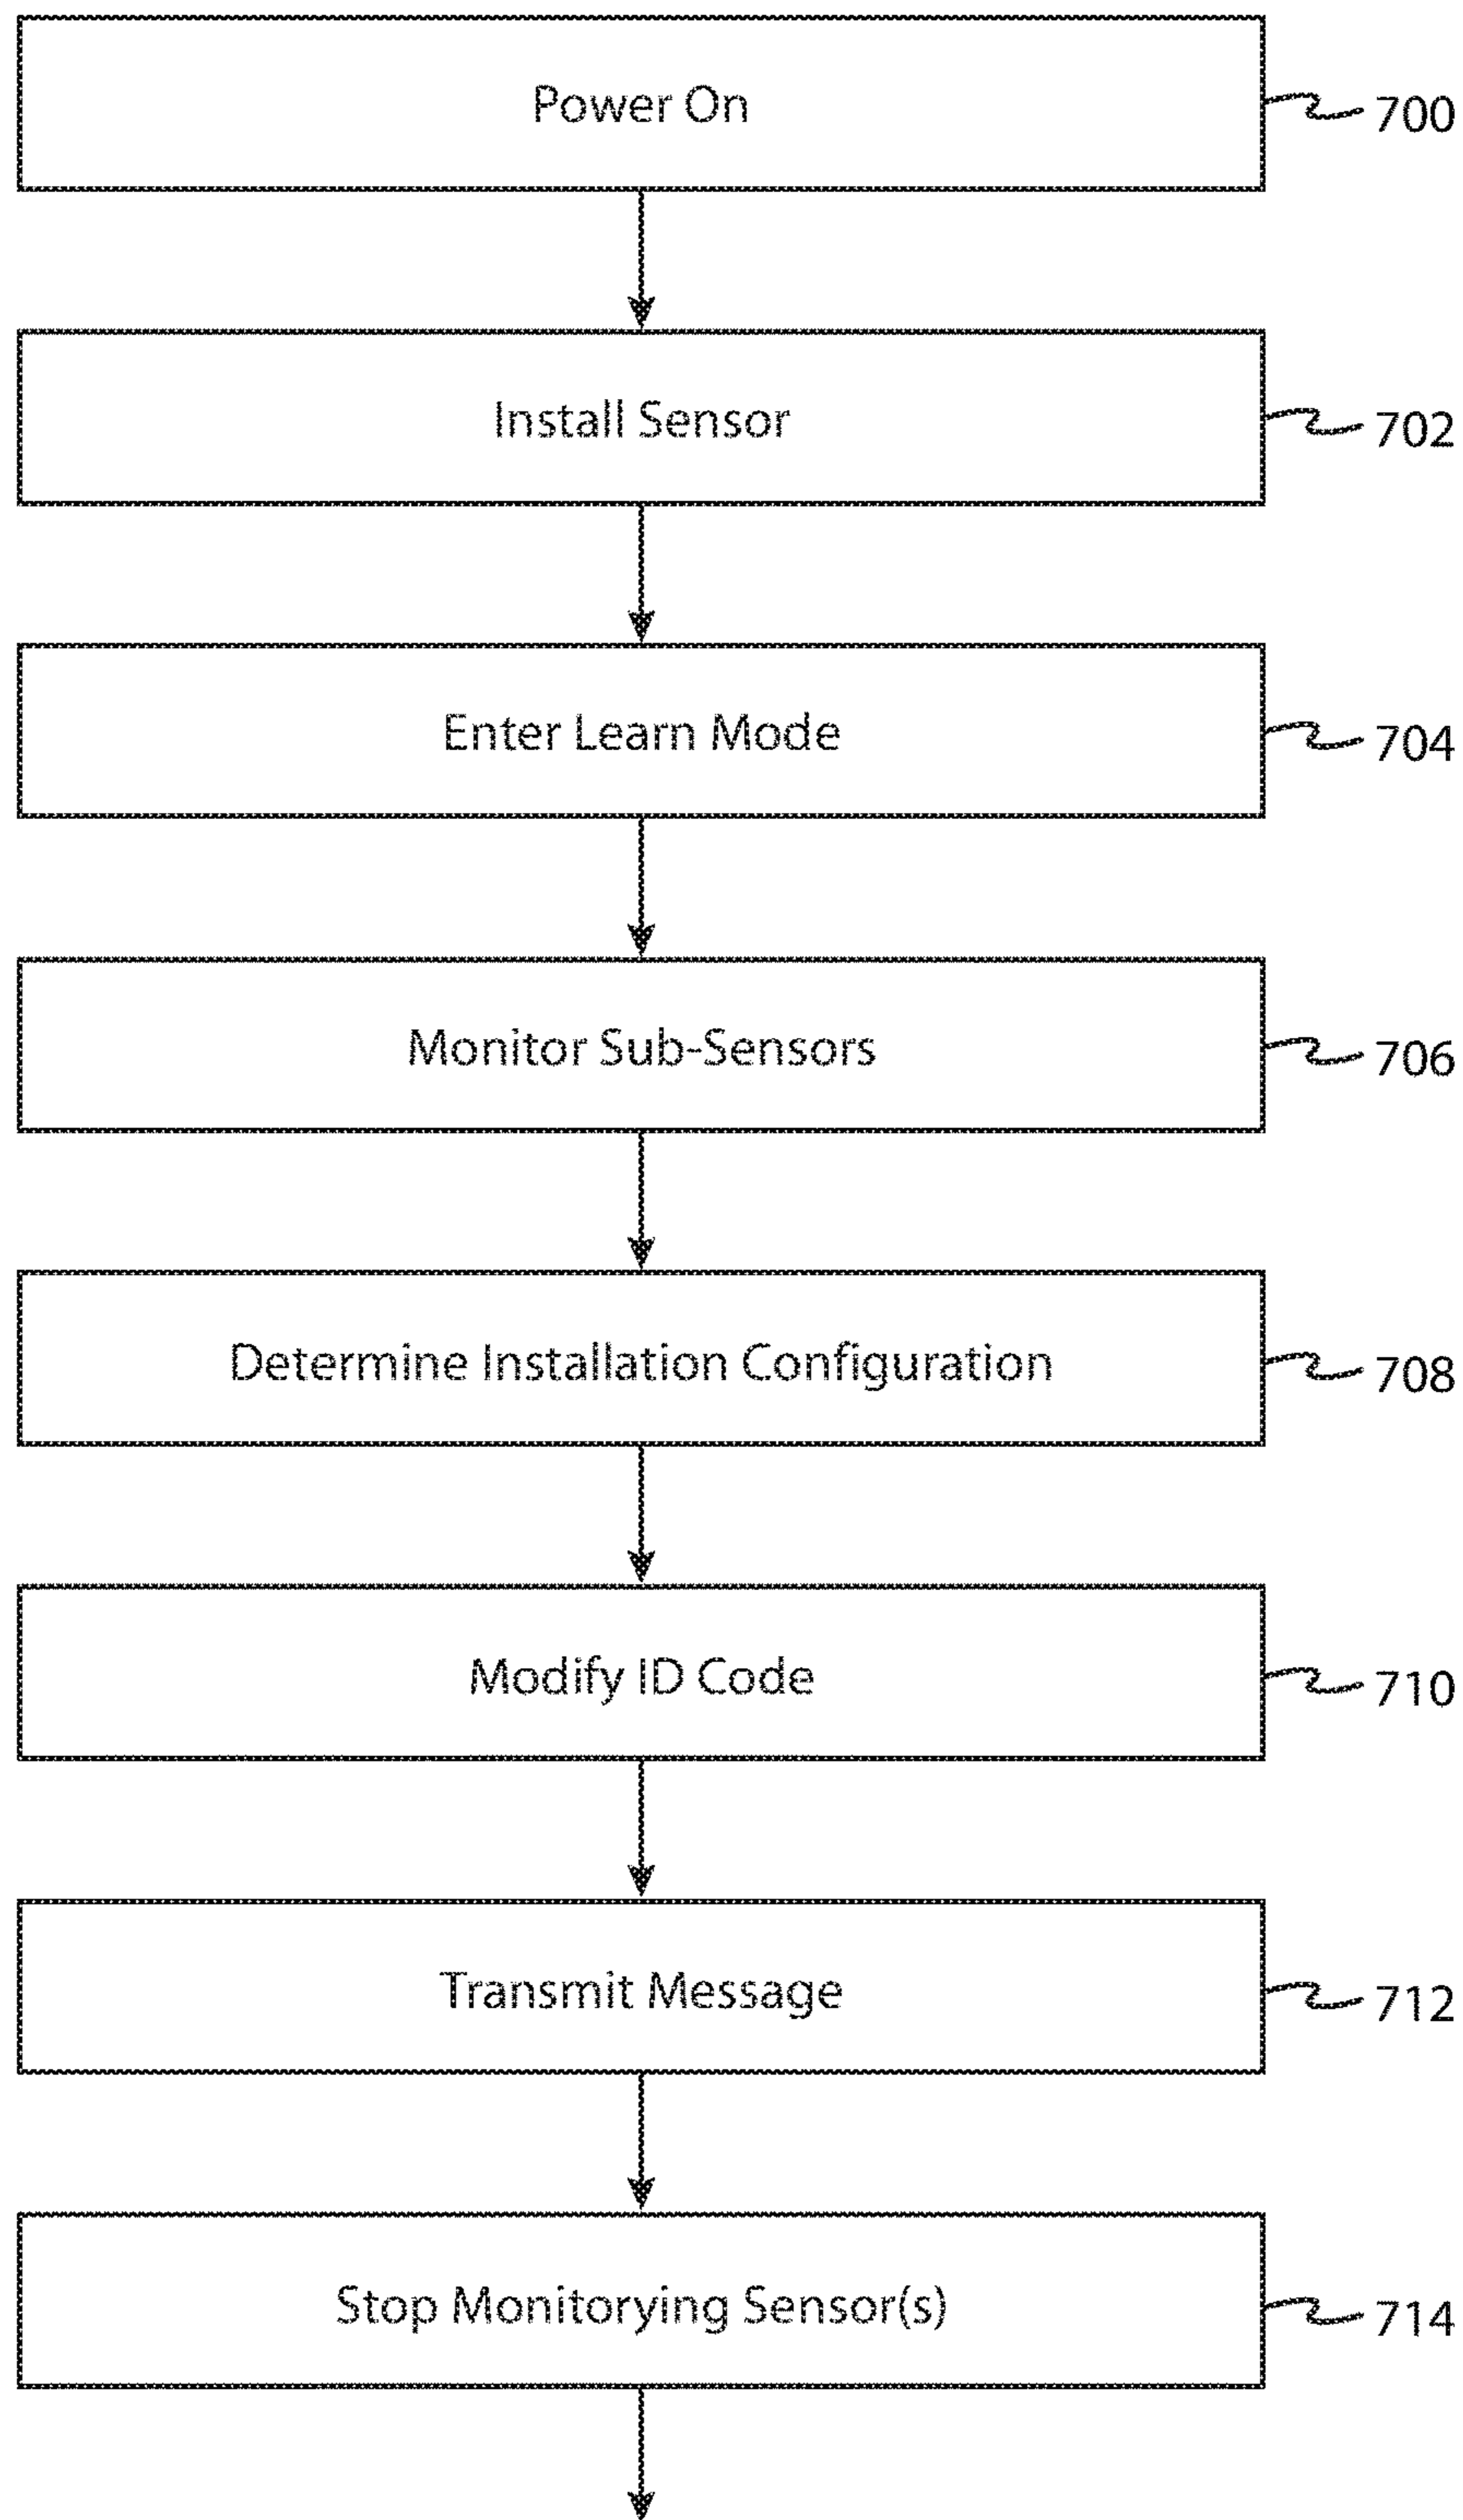 Power On
700
Install Sensor
702
Enter Learn Mode
704
Monitor Sub-Sensors
706
Determine Installation Configuration
708
Modify ID Code
710
Transmit Message
712
Stop Monitorying Sensor(s)
714